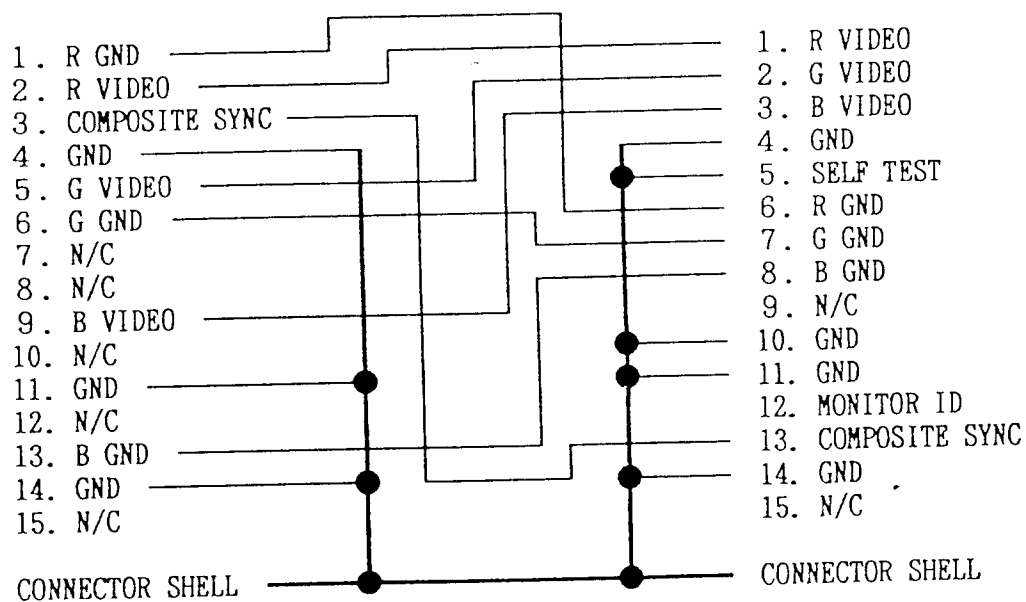 1. R GND
2. R VIDEO
3. COMPOSITE SYNC
4. GND
5. G VIDEO
6. G GND
7. N/C
8. N/C
9. B VIDEO
10. N/C
11. GND
12. N/C
13. B GND
14. GND
15. N/C
CONNECTOR SHELL
1. R VIDEO
2. G VIDEO
3. B VIDEO
4. GND
5. SELF TEST
6. R GND
7. G GND
8. B GND
9. N/C
10. GND
11. GND
12. MONITOR ID
13. COMPOSITE SYNC
14. GND
15. N/C
CONNECTOR SHELL